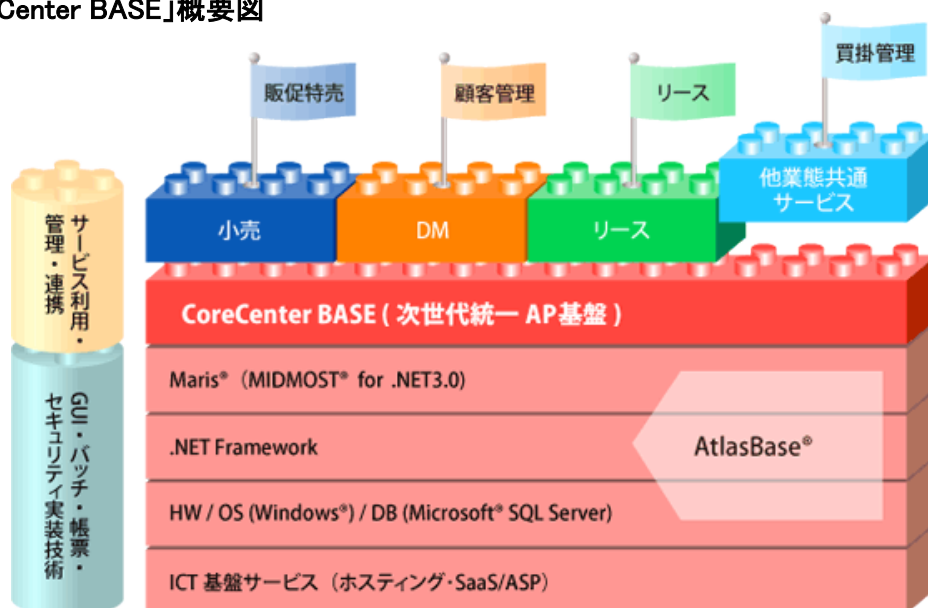 Center BASE」概要図
販促特売
顧客管理
リース
買掛管理
小売
DM
リース
他業態共通
サービス
サービス利用・
管理・連携
CoreCenter BASE ( 次世代統一 AP基盤 )
Maris® （MIDMOST® for .NET3.0)
.NET Framework
AtlasBase®
HW / OS (Windows®) / DB (Microsoft® SQL Server)
ICT 基盤サービス（ホスティング・SaaS/ASP）
GUI・バッチ・帳票・
セキュリティ実装技術